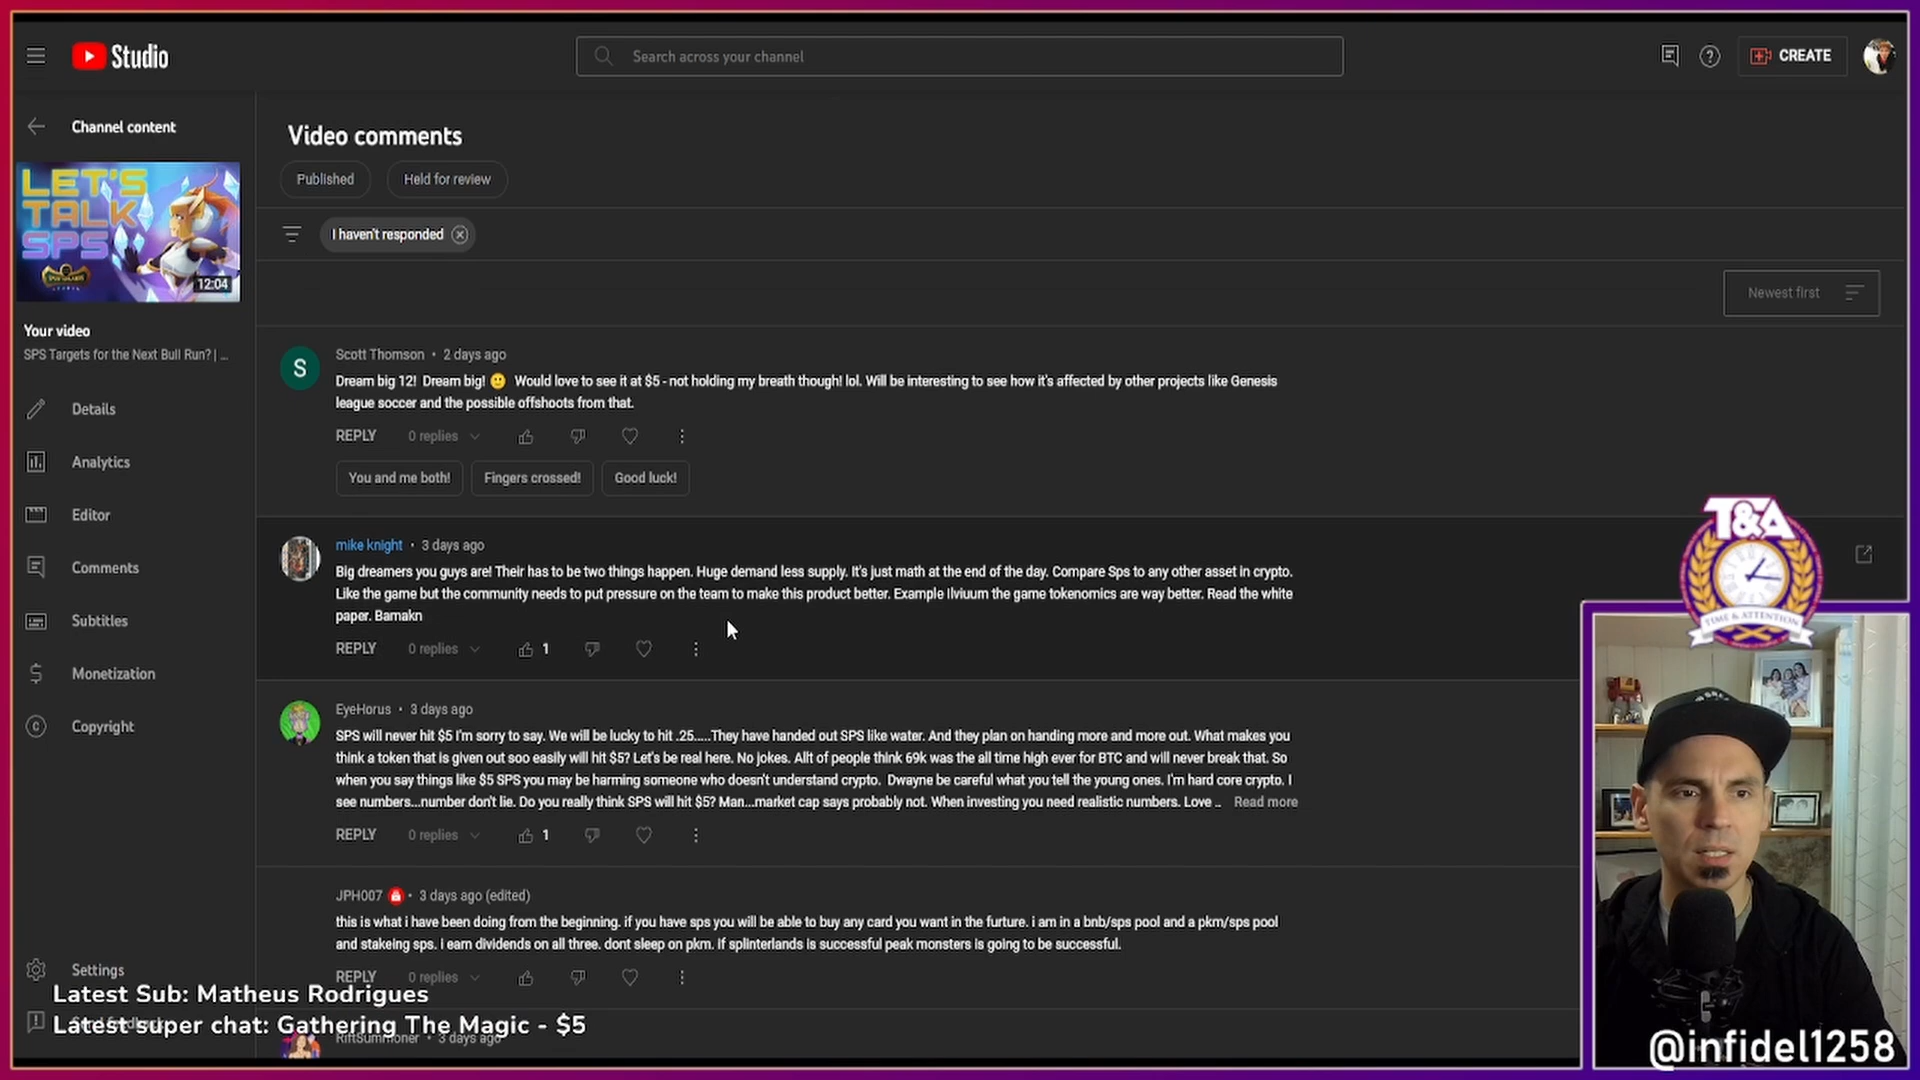 Studio
Search across your channel
CREATE
Channel content
LET'S
TALK
SPS
12:04
Your video
SPS Targets for the Next Bull Run? | ...
Details
Analytics
Editor
Comments
Subtitles
Monetization
Copyright
Settings
Video comments
Published
Held for review
I haven't responded
Newest first
S
Scott Thomson • 2 days ago
Dream big 12! Dream big! 🙂 Would love to see it at $5 - not holding my breath though! lol. Will be interesting to see how it's affected by other projects like Genesis
league soccer and the possible offshoots from that.
REPLY 0 replies
You and me both! Fingers crossed! Good luck!
mike knight • 3 days ago
Big dreamers you guys are! Their has to be two things happen. Huge demand less supply. It's just math at the end of the day. Compare Sps to any other asset in crypto.
Like the game but the community needs to put pressure on the team to make this product better. Example Ilviuum the game tokenomics are way better. Read the white
paper. Bamakn
REPLY 0 replies 1
EyeHorus • 3 days ago
SPS will never hit $5 I'm sorry to say. We will be lucky to hit .25.....They have handed out SPS like water. And they plan on handing more and more out. What makes you
think a token that is given out soo easily will hit $5? Let's be real here. No jokes. Allt of people think 69k was the all time high ever for BTC and will never break that. So
when you say things like $5 SPS you may be harming someone who doesn't understand crypto. Dwayne be careful what you tell the young ones. I'm hard core crypto. I
see numbers...number don't lie. Do you really think SPS will hit $5? Man...market cap says probably not. When investing you need realistic numbers. Love ... Read more
REPLY 0 replies 1
JPH007 • 3 days ago (edited)
this is what i have been doing from the beginning. if you have sps you will be able to buy any card you want in the furture. i am in a bnb/sps pool and a pkm/sps pool
and stakeing sps. i earn dividends on all three. dont sleep on pkm. If splinterlands is successful peak monsters is going to be successful.
REPLY 0 replies
RiftSummoner • 3 days ago
Latest Sub: Matheus Rodrigues
Latest super chat: Gathering The Magic - $5
T&A
TIME & ATTENTION
@infidel1258